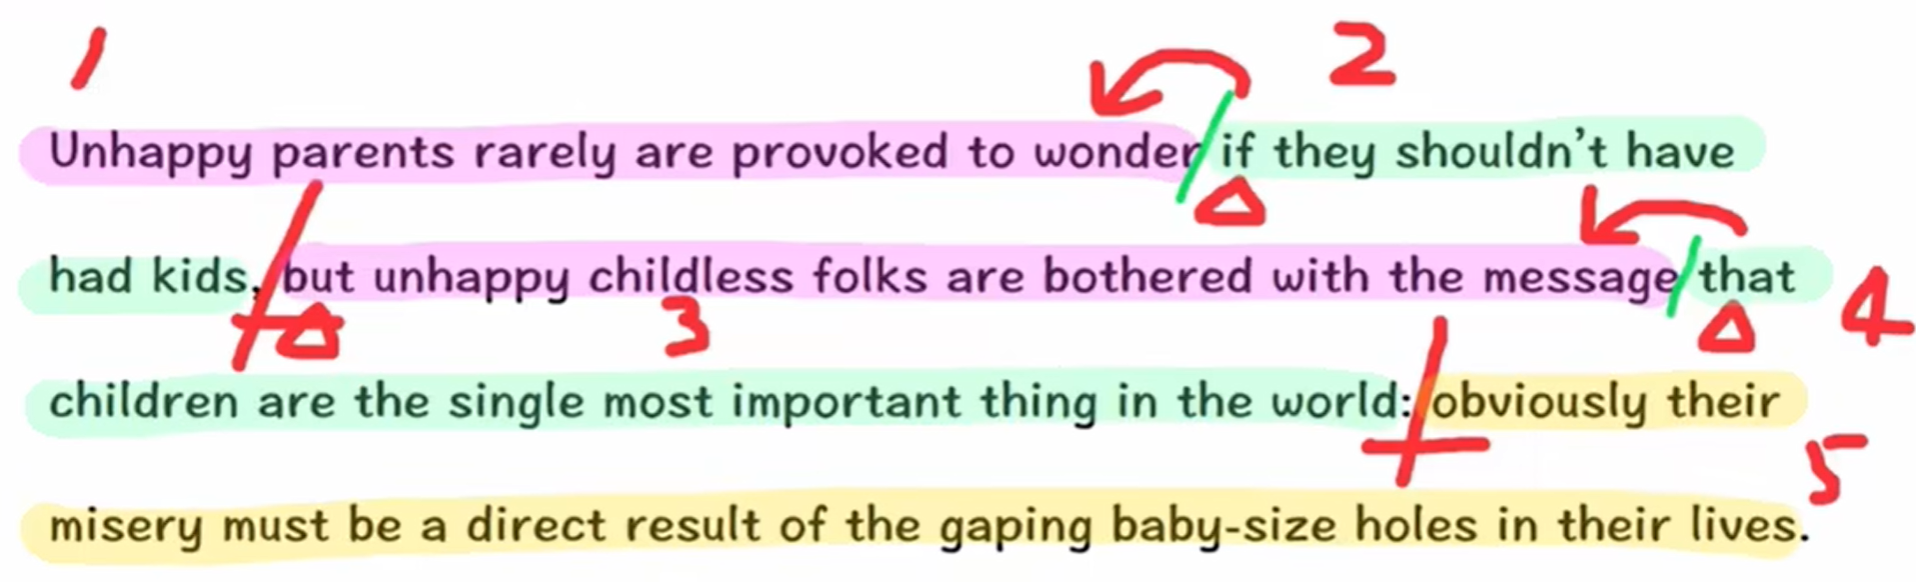 1 2
Unhappy parents rarely are provoked to wonder if they shouldn't have
had kids, but unhappy childless folks are bothered with the message that
3 4
children are the single most important thing in the world: obviously their
5
misery must be a direct result of the gaping baby-size holes in their lives.